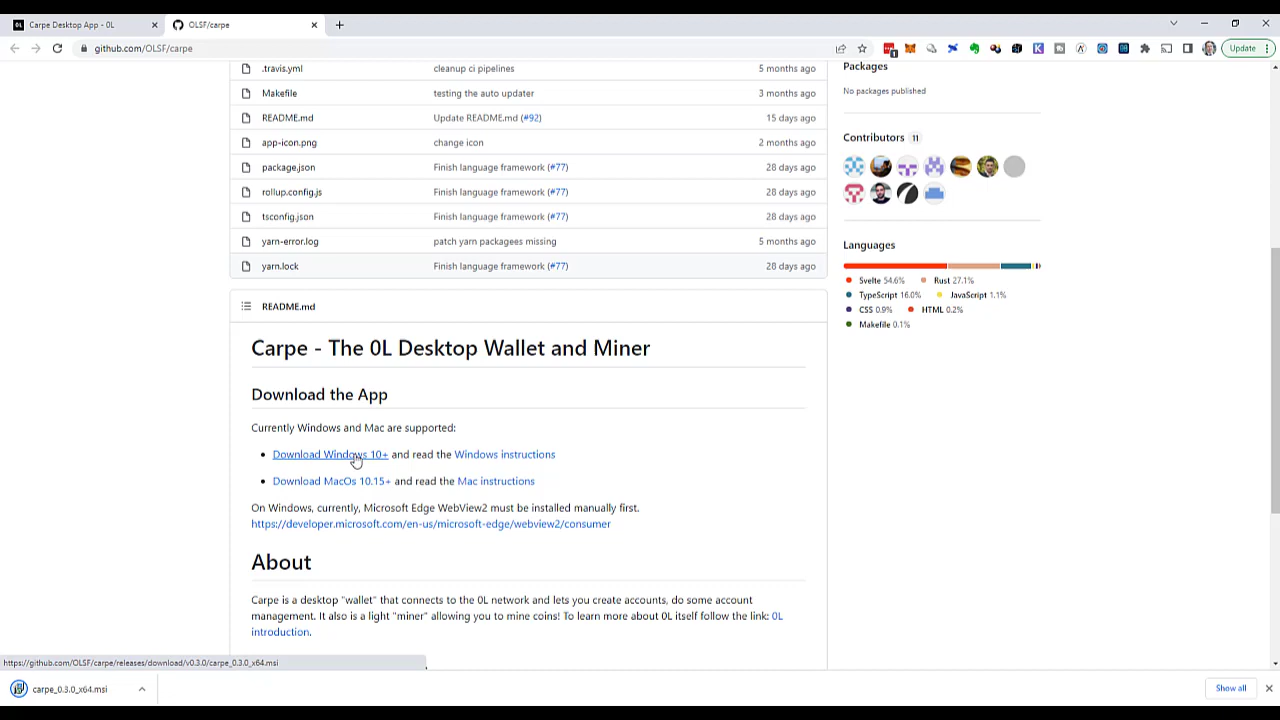 Carpe Desktop App - 0L
OLSF/carpe
github.com/OLSF/carpe
1
Update
.travis.yml cleanup ci pipelines 5 months ago
Makefile testing the auto updater 3 months ago
README.md Update README.md (#92) 15 days ago
app-icon.png change icon 2 months ago
package.json Finish language framework (#77) 28 days ago
rollup.config.js Finish language framework (#77) 28 days ago
tsconfig.json Finish language framework (#77) 28 days ago
yarn-error.log patch yarn packagees missing 5 months ago
yarn.lock Finish language framework (#77) 28 days ago
README.md
Carpe - The 0L Desktop Wallet and Miner
Download the App
Currently Windows and Mac are supported:
Download Windows 10+ and read the Windows instructions
Download MacOs 10.15+ and read the Mac instructions
On Windows, currently, Microsoft Edge WebView2 must be installed manually first.
https://developer.microsoft.com/en-us/microsoft-edge/webview2/consumer
About
Carpe is a desktop "wallet" that connects to the 0L network and lets you create accounts, do some account
management. It also is a light "miner" allowing you to mine coins! To learn more about 0L itself follow the link: 0L
introduction.
Packages
No packages published
Contributors 11
Languages
Svelte 54.6% Rust 27.1%
TypeScript 16.0% JavaScript 1.1%
CSS 0.9% HTML 0.2%
Makefile 0.1%
https://github.com/OLSF/carpe/releases/download/v0.3.0/carpe_0.3.0_x64.msi
carpe_0.3.0_x64.msi
Show all